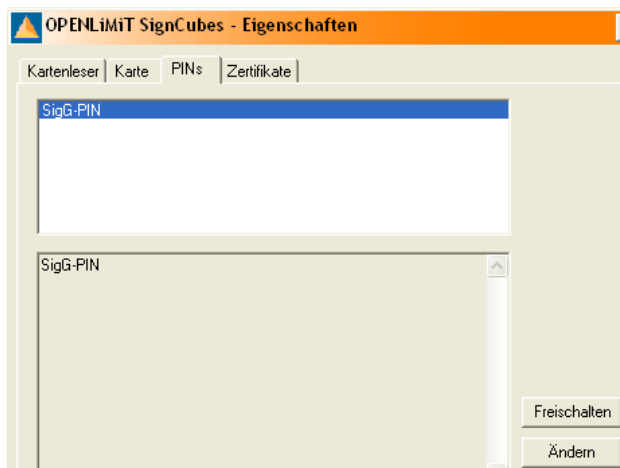 OPENLiMiT SignCubes - Eigenschaften
Kartenleser Karte PINs Zertifikate
SigG-PIN
SigG-PIN
Freischalten
Ändern